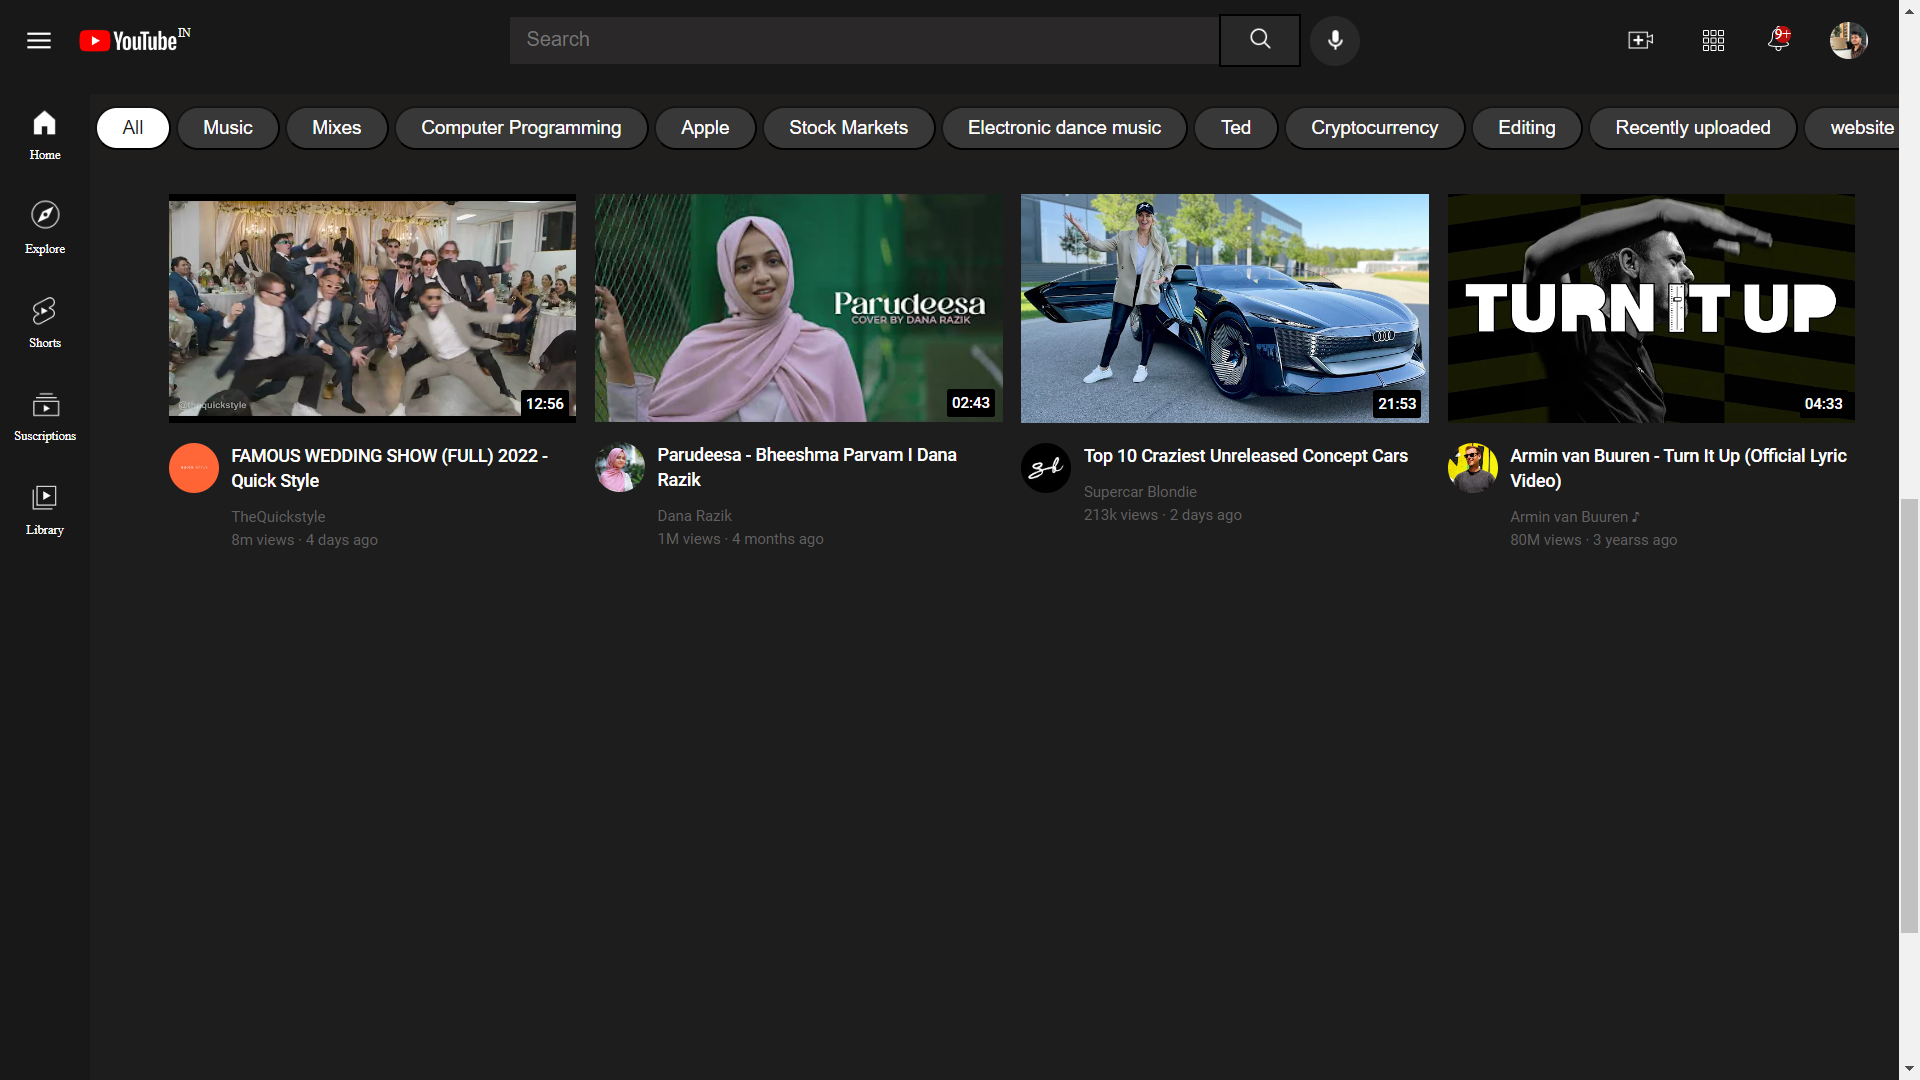 YouTube IN
Search
9+
All
Music
Mixes
Computer Programming
Apple
Stock Markets
Electronic dance music
Ted
Cryptocurrency
Editing
Recently uploaded
website
Home
Explore
Shorts
Suscriptions
Library
@thequickstyle
12:56
Parudeesa
COVER BY DANA RAZIK
02:43
21:53
TURN IT UP
04:33
FAMOUS WEDDING SHOW (FULL) 2022 -
Quick Style
TheQuickstyle
8m views · 4 days ago
Parudeesa - Bheeshma Parvam I Dana
Razik
Dana Razik
1M views · 4 months ago
Top 10 Craziest Unreleased Concept Cars
Supercar Blondie
213k views · 2 days ago
Armin van Buuren - Turn It Up (Official Lyric
Video)
Armin van Buuren ♪
80M views · 3 yearss ago